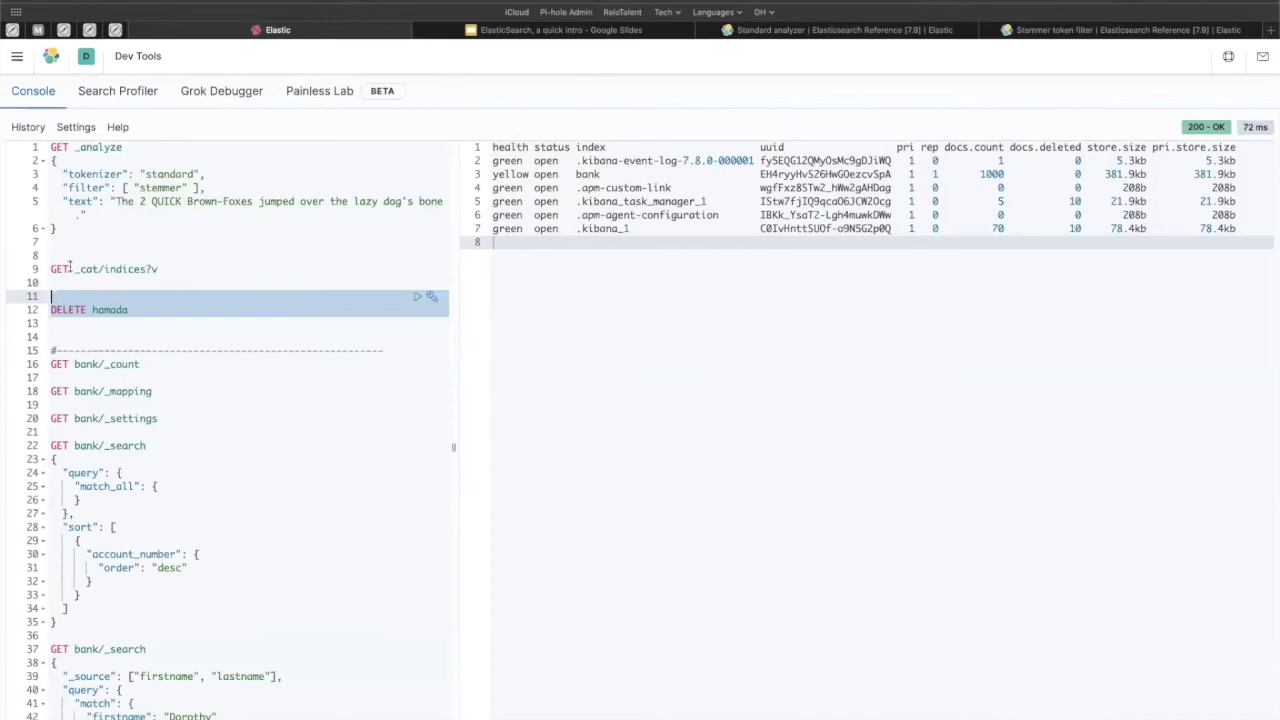 iCloud Pi-hole Admin ReloTalent Tech Languages DH
M Elastic ElasticSearch, a quick intro - Google Slides Standard analyzer | Elasticsearch Reference [7.9] | Elastic Stemmer token filter | Elasticsearch Reference [7.9] | Elastic
D Dev Tools
Console Search Profiler Grok Debugger Painless Lab BETA
History Settings Help
200 - OK 72 ms
1 GET _analyze
2 {
3 "tokenizer": "standard",
4 "filter": [ "stemmer" ],
5 "text": "The 2 QUICK Brown-Foxes jumped over the lazy dog's bone
."
6 }
7
8
9 GET _cat/indices?v
10
11
12 DELETE hamada
13
14
15 #-------------------------------------------------------
16 GET bank/_count
17
18 GET bank/_mapping
19
20 GET bank/_settings
21
22 GET bank/_search
23 {
24 "query": {
25 "match_all": {
26 }
27 },
28 "sort": [
29 {
30 "account_number": {
31 "order": "desc"
32 }
33 }
34 ]
35 }
36
37 GET bank/_search
38 {
39 "_source": ["firstname", "lastname"],
40 "query": {
41 "match": {
42 "firstname": "Dorothy"
1 health status index uuid pri rep docs.count docs.deleted store.size pri.store.size
2 green open .kibana-event-log-7.8.0-000001 fy5EQG12QMyOsMc9gDJiWQ 1 0 1 0 5.3kb 5.3kb
3 yellow open bank EH4ryyHvSZ6HwGOezcvSpA 1 1 1000 0 381.9kb 381.9kb
4 green open .apm-custom-link wgfFxz8STw2_hWw2gAHDag 1 0 0 0 208b 208b
5 green open .kibana_task_manager_1 IStw7fjIQ9qcaO6JCW2Ocg 1 0 5 10 21.9kb 21.9kb
6 green open .apm-agent-configuration IBKk_YsaT2-Lgh4muwkDWw 1 0 0 0 208b 208b
7 green open .kibana_1 C0IvHnttSUOf-o9N5G2p0Q 1 0 70 10 78.4kb 78.4kb
8